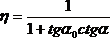 η = 1 / (1 + tgα₀ctgα)